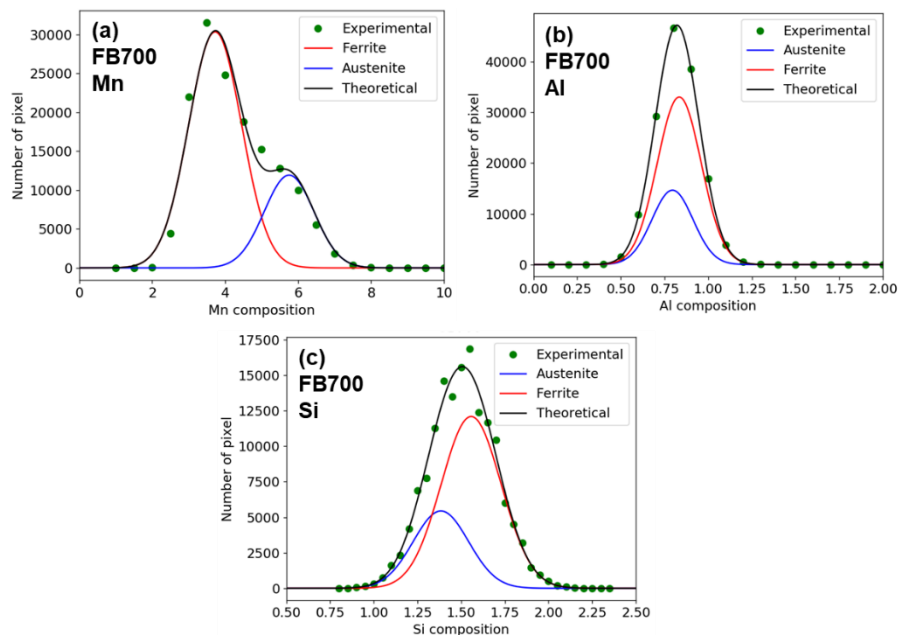 (a)
FB700
Mn
Experimental
Ferrite
Austenite
Theoretical
Number of pixel
30000
25000
20000
15000
10000
5000
0
0 2 4 6 8 10
Mn composition
(b)
FB700
Al
Experimental
Austenite
Ferrite
Theoretical
Number of pixel
40000
30000
20000
10000
0
0.00 0.25 0.50 0.75 1.00 1.25 1.50 1.75 2.00
Al composition
(c)
FB700
Si
Experimental
Austenite
Ferrite
Theoretical
Number of pixel
17500
15000
12500
10000
7500
5000
2500
0
0.50 0.75 1.00 1.25 1.50 1.75 2.00 2.25 2.50
Si composition